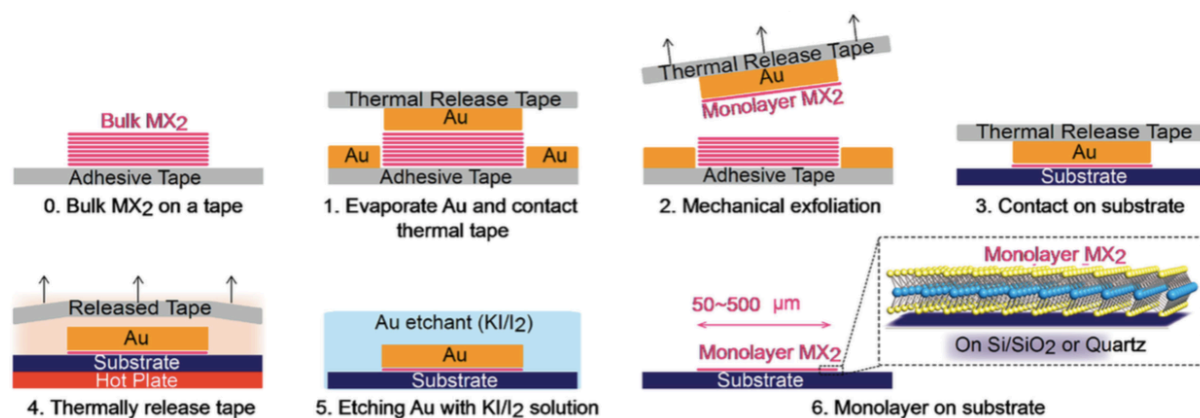 Bulk MX2
Adhesive Tape
0. Bulk MX2 on a tape
Thermal Release Tape
Au
Au
Au
Adhesive Tape
1. Evaporate Au and contact
thermal tape
Thermal Release Tape
Au
Monolayer MX2
Adhesive Tape
2. Mechanical exfoliation
Thermal Release Tape
Au
Substrate
3. Contact on substrate
Released Tape
Au
Substrate
Hot Plate
4. Thermally release tape
Au etchant (KI/I2)
Au
Substrate
5. Etching Au with KI/I2 solution
50~500 μm
Monolayer MX2
Substrate
Monolayer MX2
On Si/SiO2 or Quartz
6. Monolayer on substrate